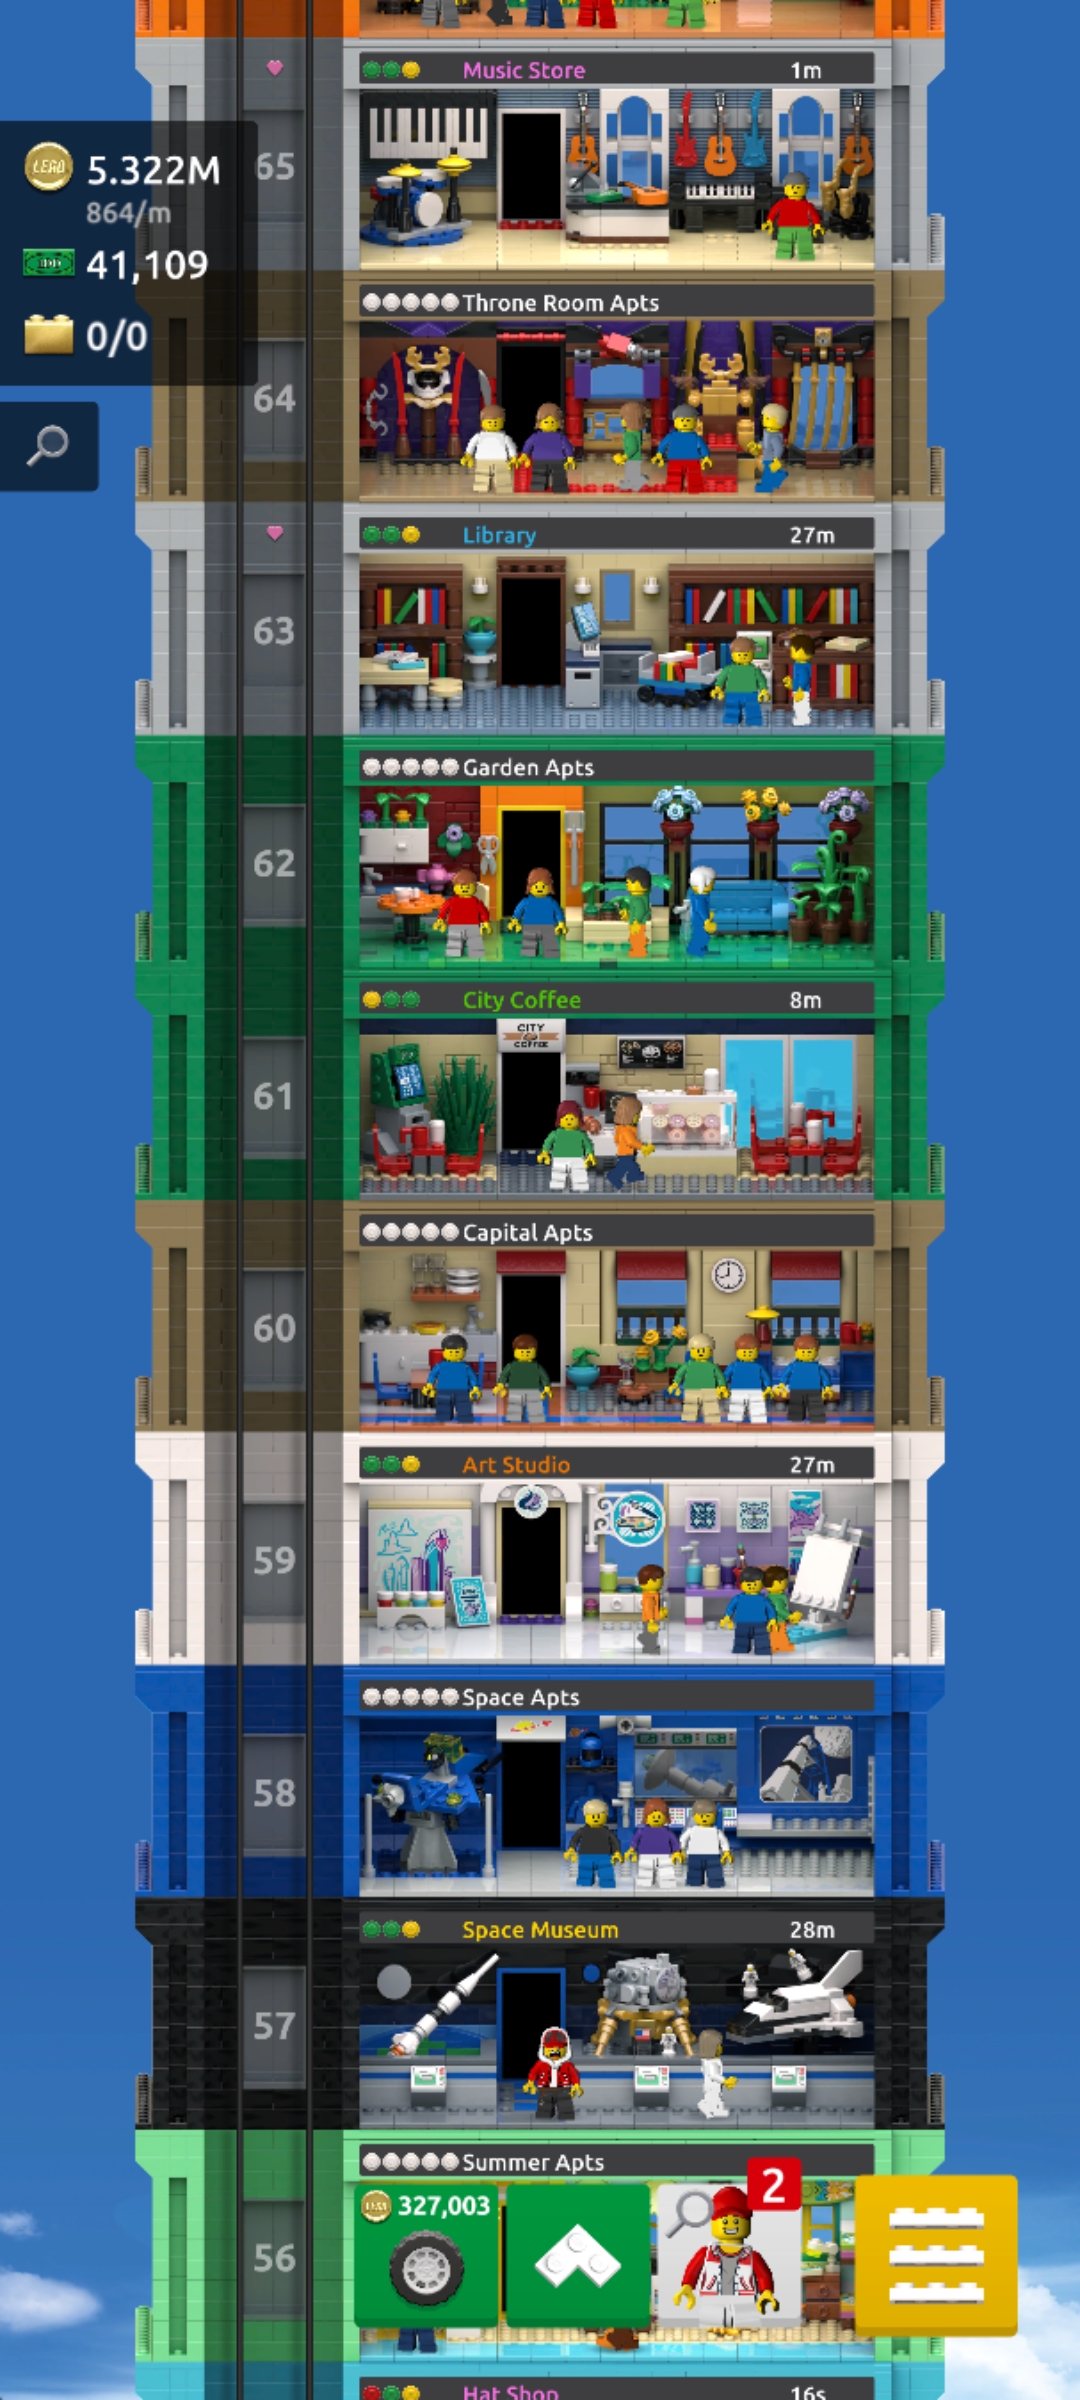 Music Store 1m
65
LEGO 5.322M
864/m
41,109
0/0
Throne Room Apts
64
Library 27m
63
Garden Apts
62
City Coffee 8m
CITY
COFFEE
61
Capital Apts
60
Art Studio 27m
59
Space Apts
58
Space Museum 28m
57
Summer Apts
2
327,003
56
Hat Shop 16s